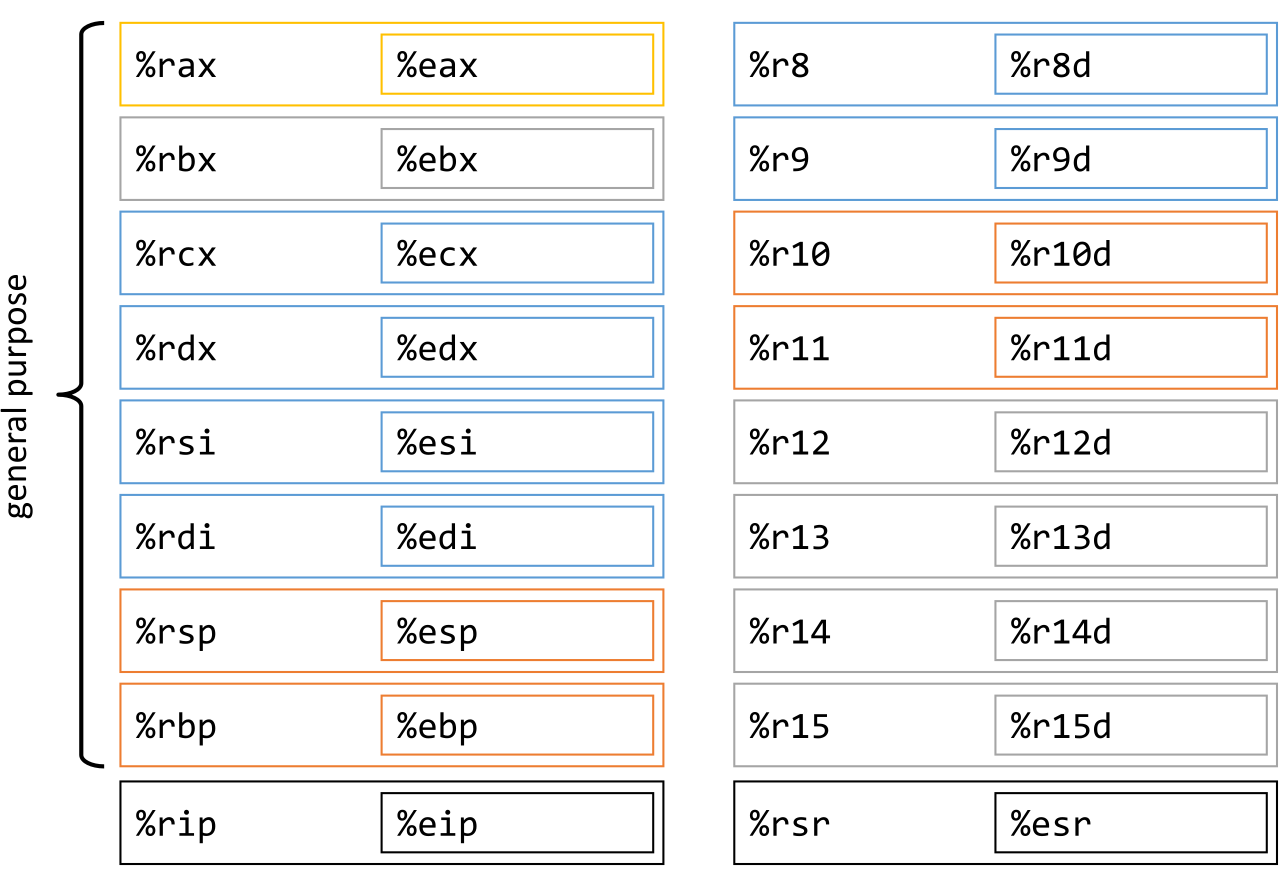 general purpose
%rax %eax %r8 %r8d
%rbx %ebx %r9 %r9d
%rcx %ecx %r10 %r10d
%rdx %edx %r11 %r11d
%rsi %esi %r12 %r12d
%rdi %edi %r13 %r13d
%rsp %esp %r14 %r14d
%rbp %ebp %r15 %r15d
%rip %eip %rsr %esr